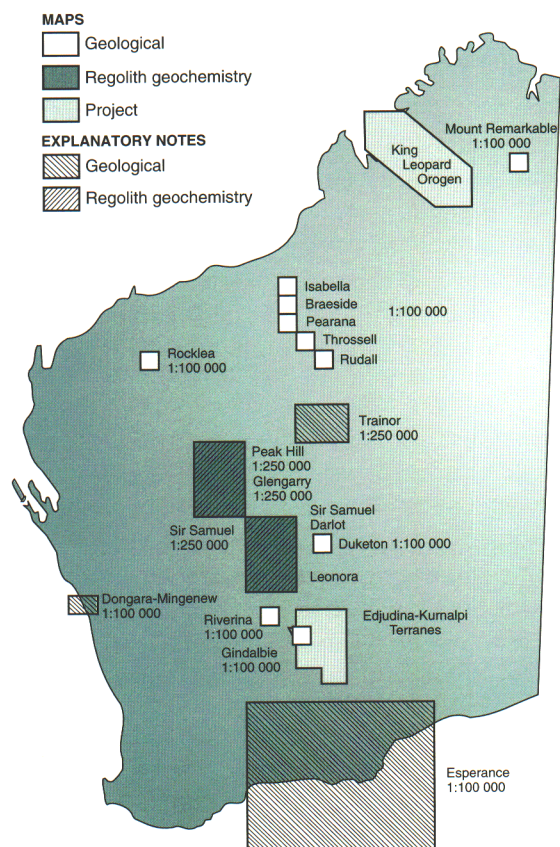 MAPS
Geological
Regolith geochemistry
Project
EXPLANATORY NOTES
Geological
Regolith geochemistry
Mount Remarkable
1:100 000
King
Leopard
Orogen
Isabella
Braeside
1:100 000
Pearana
Throssell
Rudall
Rocklea
1:100 000
Trainor
1:250 000
Peak Hill
1:250 000
Glengarry
1:250 000
Sir Samuel
Darlot
Sir Samuel
1:250 000
Duketon 1:100 000
Leonora
Dongara-Mingenew
1:100 000
Riverina
1:100 000
Edjudina-Kurnalpi
Terranes
Gindalbie
1:100 000
Esperance
1:100 000